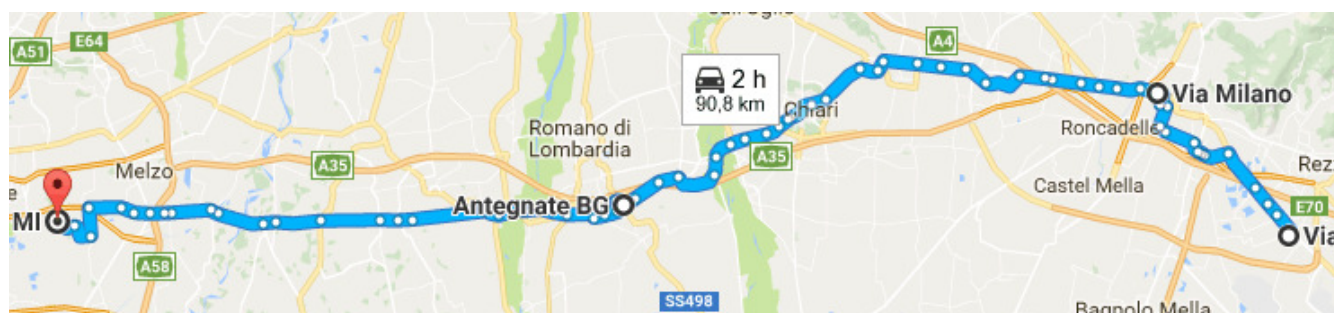 A4
E64
A51
2 h
90,8 km
Via Milano
Chiari
Romano di
Lombardia
Roncadelle
A35
A35
Melzo
Rez
Castel Mella
Antegnate BG
E70
MI
Via
A58
SS498
Bagnolo Mella